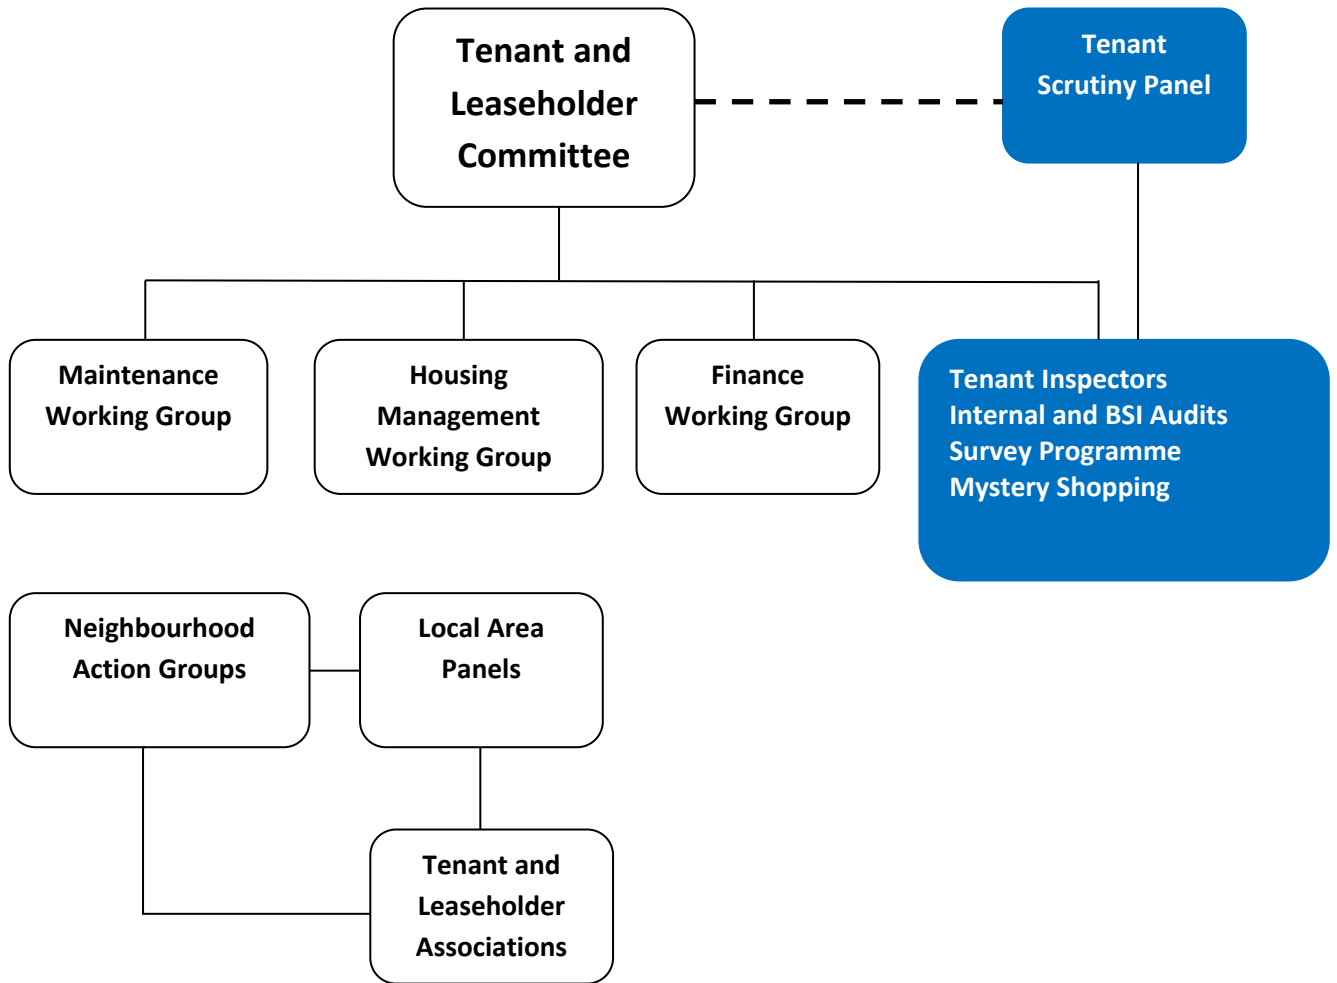 Tenant and
Leaseholder
Committee
Tenant
Scrutiny Panel
Maintenance
Working Group
Housing
Management
Working Group
Finance
Working Group
Tenant Inspectors
Internal and BSI Audits
Survey Programme
Mystery Shopping
Neighbourhood
Action Groups
Local Area
Panels
Tenant and
Leaseholder
Associations